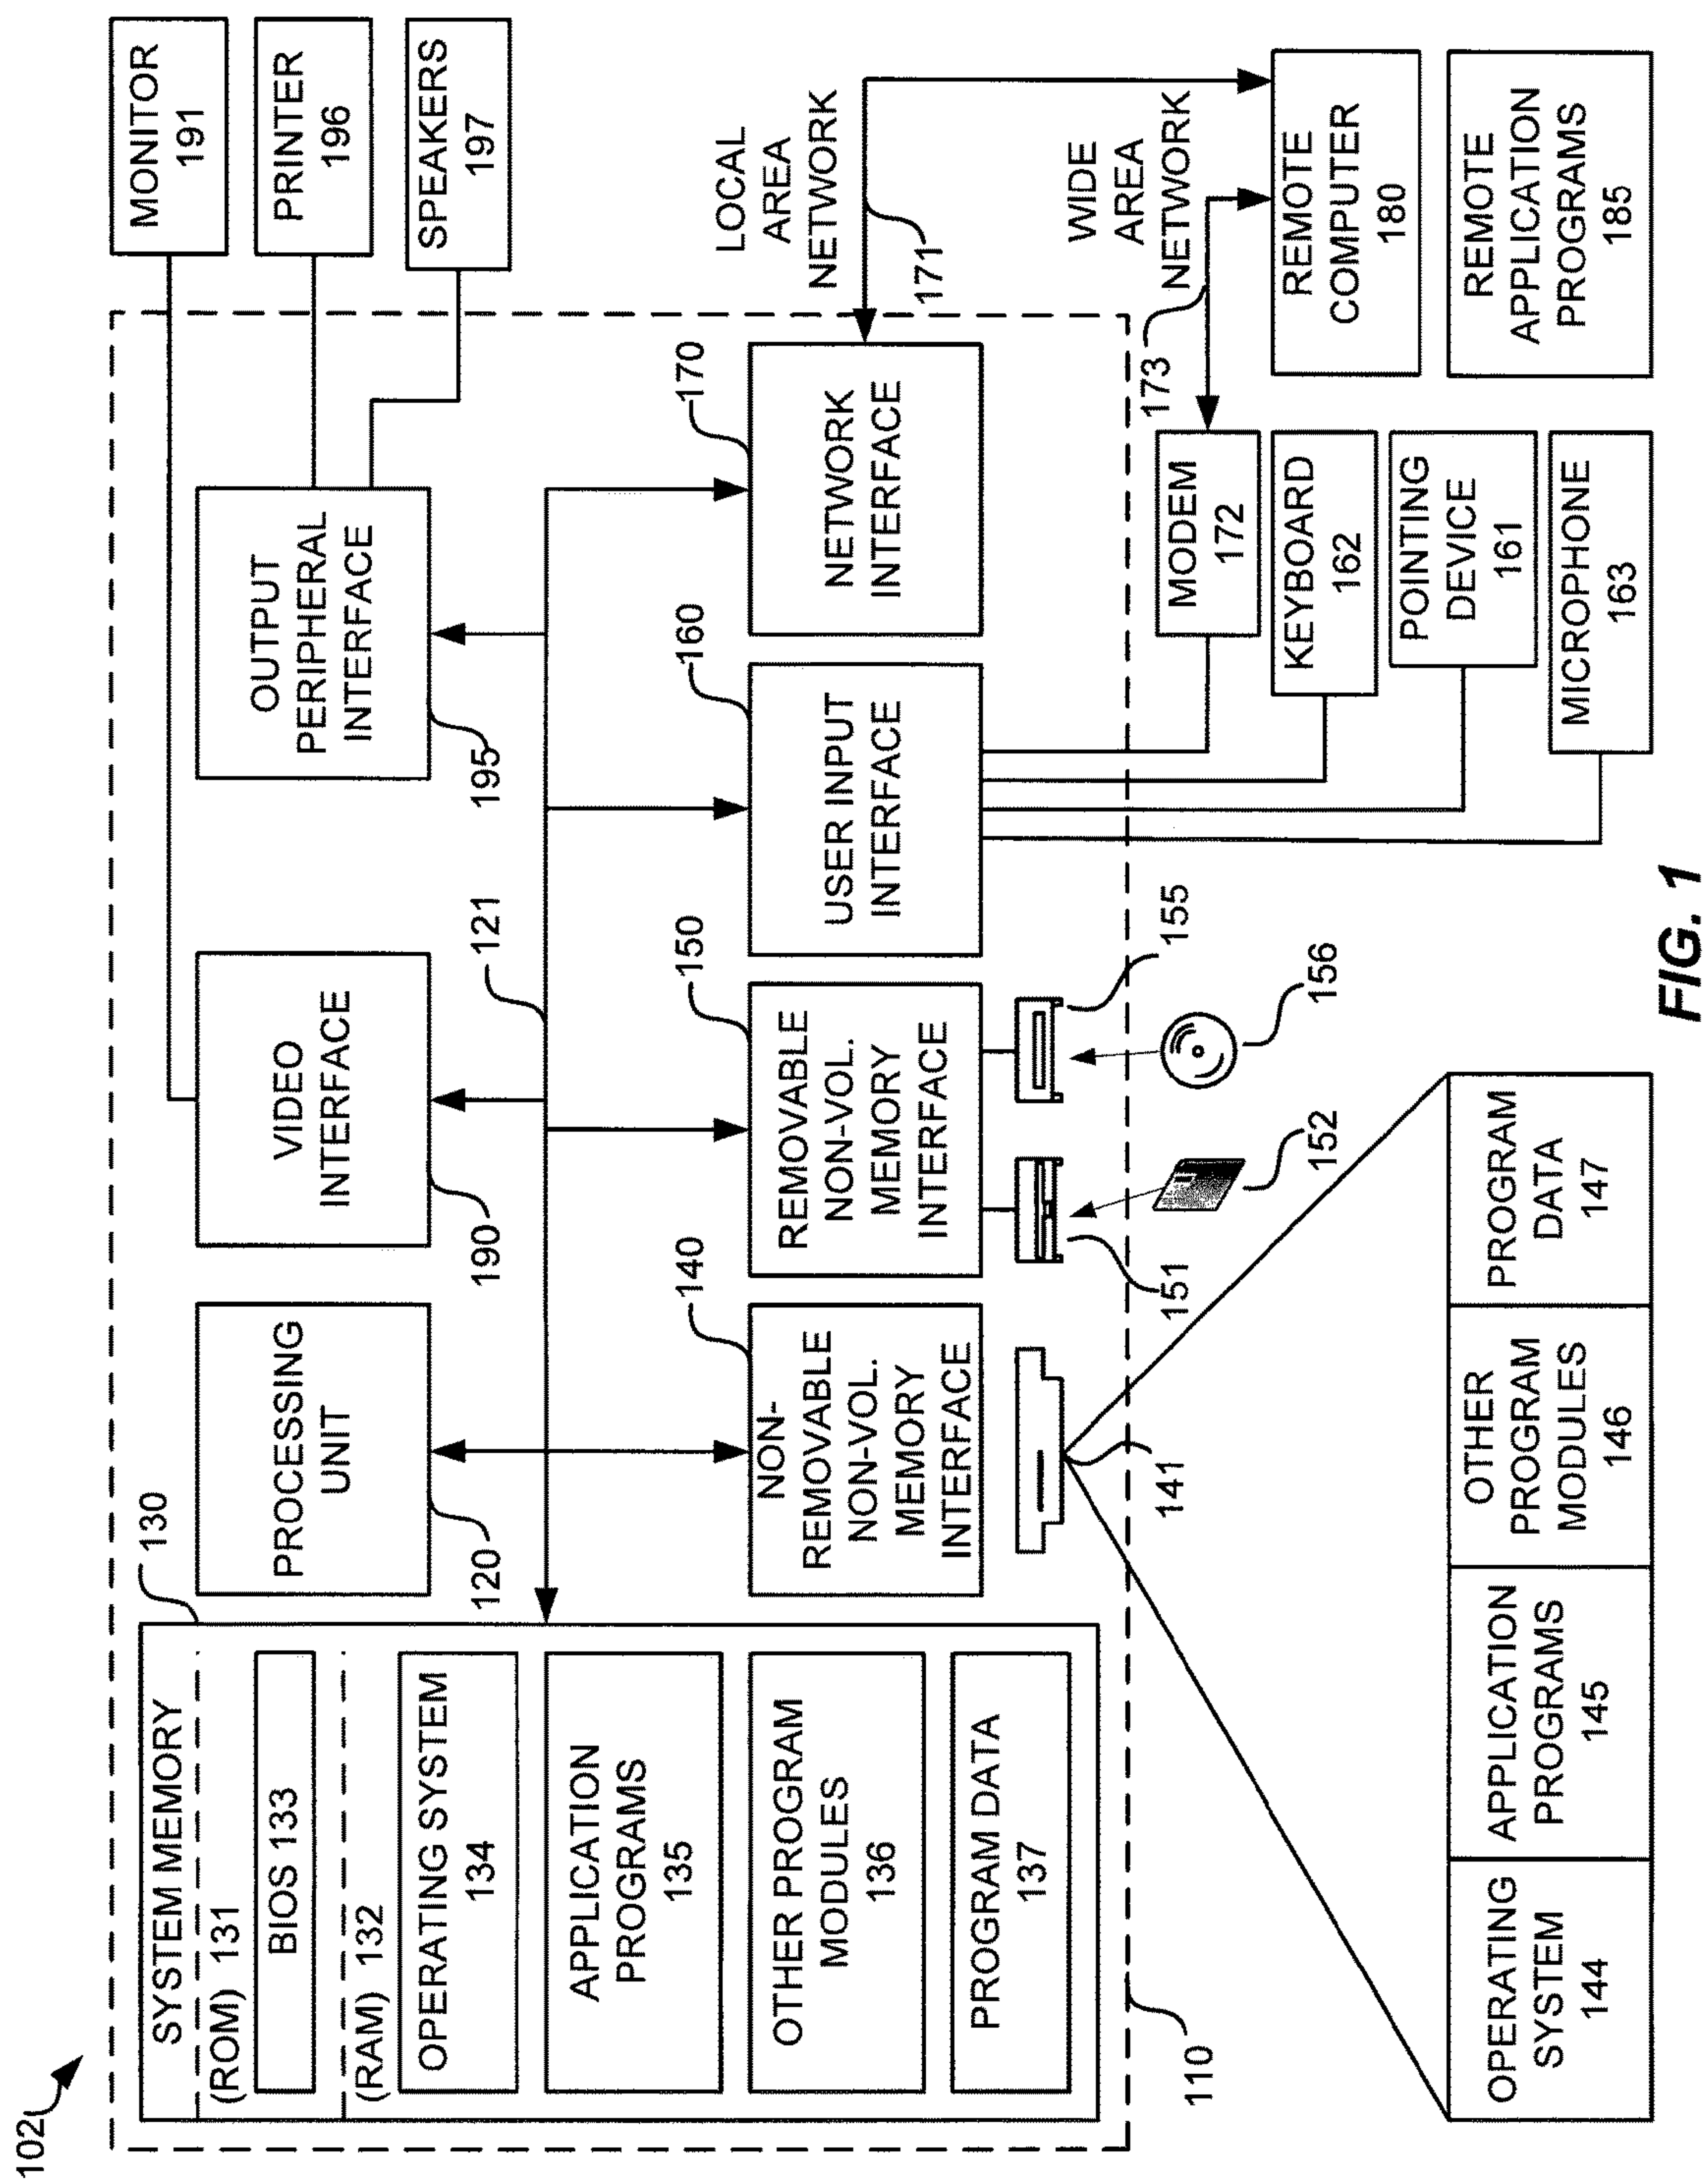 102
SYSTEM MEMORY
130
(ROM) 131
BIOS 133
(RAM) 132
OPERATING SYSTEM
134
APPLICATION
PROGRAMS
135
OTHER PROGRAM
MODULES
136
PROGRAM DATA
137
110
PROCESSING
UNIT
120
VIDEO
INTERFACE
190
121
OUTPUT
PERIPHERAL
INTERFACE
195
MONITOR
191
PRINTER
196
SPEAKERS
197
NON-
REMOVABLE
NON-VOL.
MEMORY
INTERFACE
140
REMOVABLE
NON-VOL.
MEMORY
INTERFACE
150
USER INPUT
INTERFACE
160
NETWORK
INTERFACE
170
LOCAL
AREA
NETWORK
171
WIDE
AREA
NETWORK
173
141
151
152
155
156
MODEM
172
KEYBOARD
162
POINTING
DEVICE
161
MICROPHONE
163
REMOTE
COMPUTER
180
REMOTE
APPLICATION
PROGRAMS
185
OPERATING
SYSTEM
144
APPLICATION
PROGRAMS
145
OTHER
PROGRAM
MODULES
146
PROGRAM
DATA
147
FIG. 1